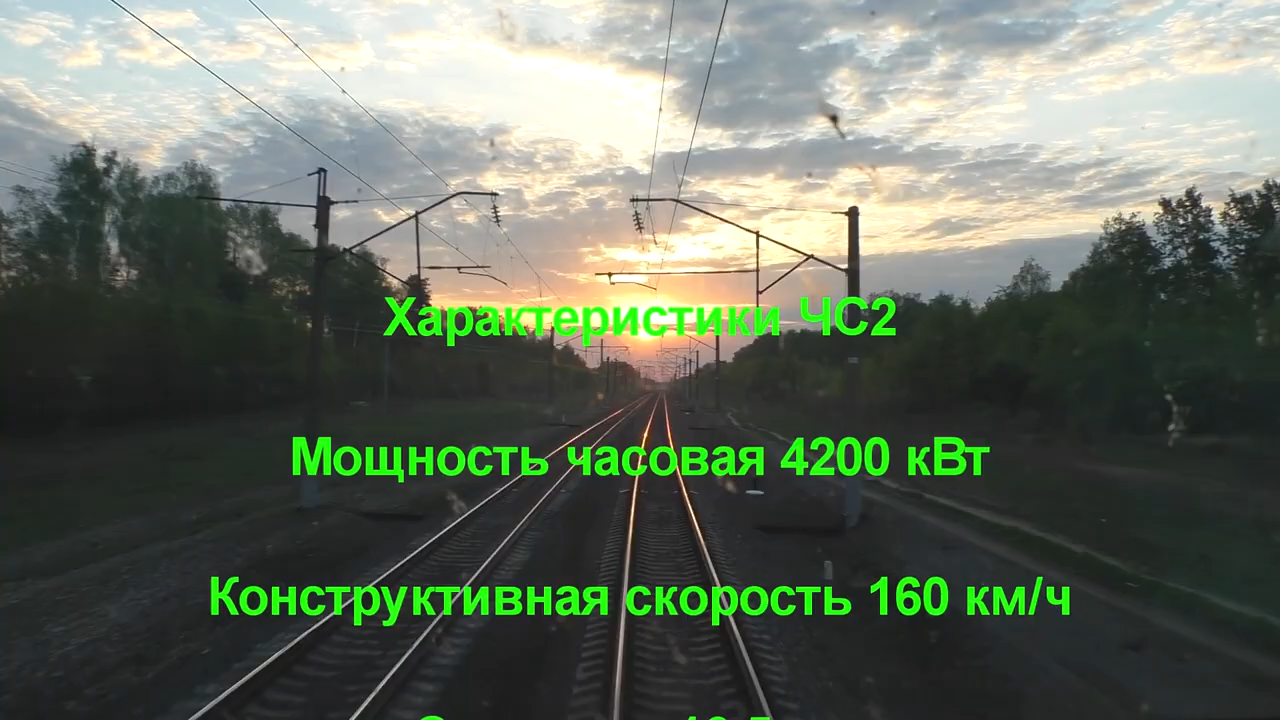 Характеристики ЧС2
Мощность часовая 4200 кВт
Конструктивная скорость 160 км/ч